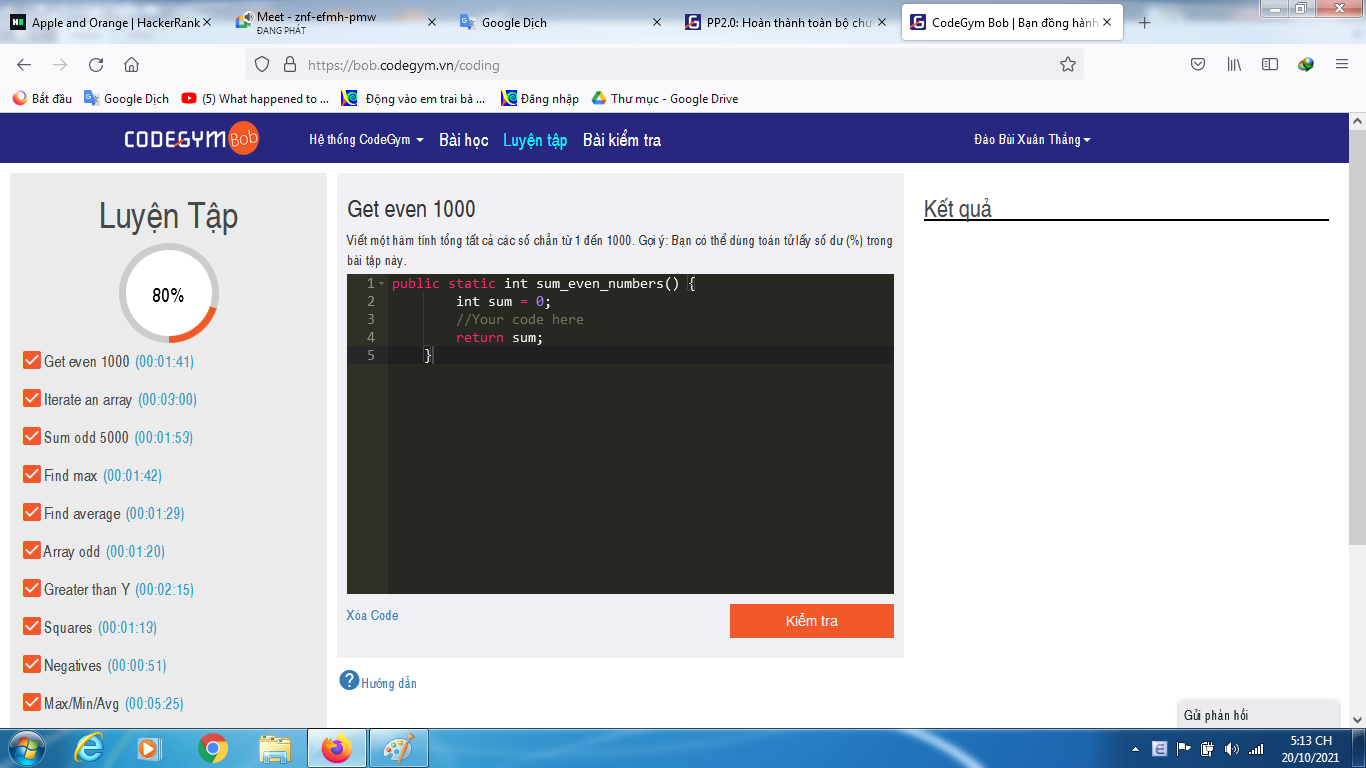 Apple and Orange | HackerRank
Meet - znf-efmh-pmw
ĐANG PHÁT
Google Dịch
PP2.0: Hoàn thành toàn bộ chư
CodeGym Bob | Bạn đồng hành
https://bob.codegym.vn/coding
Bắt đầu
Google Dịch
(5) What happened to ...
Động vào em trai bà ...
Đăng nhập
Thư mục - Google Drive
CODEGYM Bob
Hệ thống CodeGym
Bài học
Luyện tập
Bài kiểm tra
Đào Bùi Xuân Thắng
Luyện Tập
80%
Get even 1000 (00:01:41)
Iterate an array (00:03:00)
Sum odd 5000 (00:01:53)
Find max (00:01:42)
Find average (00:01:29)
Array odd (00:01:20)
Greater than Y (00:02:15)
Squares (00:01:13)
Negatives (00:00:51)
Max/Min/Avg (00:05:25)
Get even 1000
Viết một hàm tính tổng tất cả các số chẵn từ 1 đến 1000. Gợi ý: Bạn có thể dùng toán tử lấy số dư (%) trong
bài tập này.
1 public static int sum_even_numbers() {
2 int sum = 0;
3 //Your code here
4 return sum;
5 }
Xóa Code
Kiểm tra
? Hướng dẫn
Kết quả
Gửi phản hồi
E
5:13 CH
20/10/2021